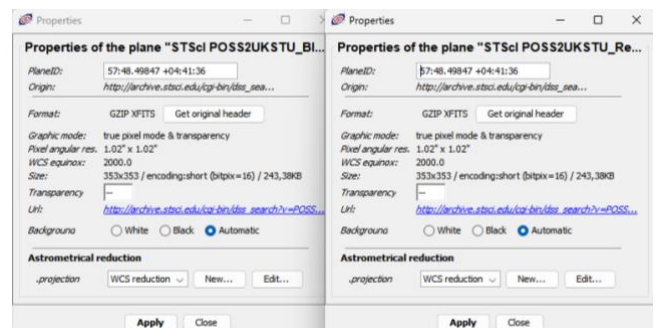 Properties
Properties of the plane "STScI POSS2UKSTU_Bl...
PlaneID: 57:48.49847 +04:41:36
Origin: http://archive.stsci.edu/cgi-bin/dss_sea...
Format: GZIP XFITS Get original header
Graphic mode: true pixel mode & transparency
Pixel angular res. 1.02" x 1.02"
WCS equinox: 2000.0
Size: 353x353 / encoding:short (bitpix=16) / 243,38KB
Transparency --
Url: http://archive.stsci.edu/cgi-bin/dss_search?v=POSS...
Background White Black Automatic
Astrometrical reduction
.projection WCS reduction New... Edit...
Apply Close
Properties
Properties of the plane "STScI POSS2UKSTU_Re...
PlaneID: 57:48.49847 +04:41:36
Origin: http://archive.stsci.edu/cgi-bin/dss_sea...
Format: GZIP XFITS Get original header
Graphic mode: true pixel mode & transparency
Pixel angular res. 1.02" x 1.02"
WCS equinox: 2000.0
Size: 353x353 / encoding:short (bitpix=16) / 243,38KB
Transparency --
Url: http://archive.stsci.edu/cgi-bin/dss_search?v=POSS...
Background White Black Automatic
Astrometrical reduction
.projection WCS reduction New... Edit...
Apply Close